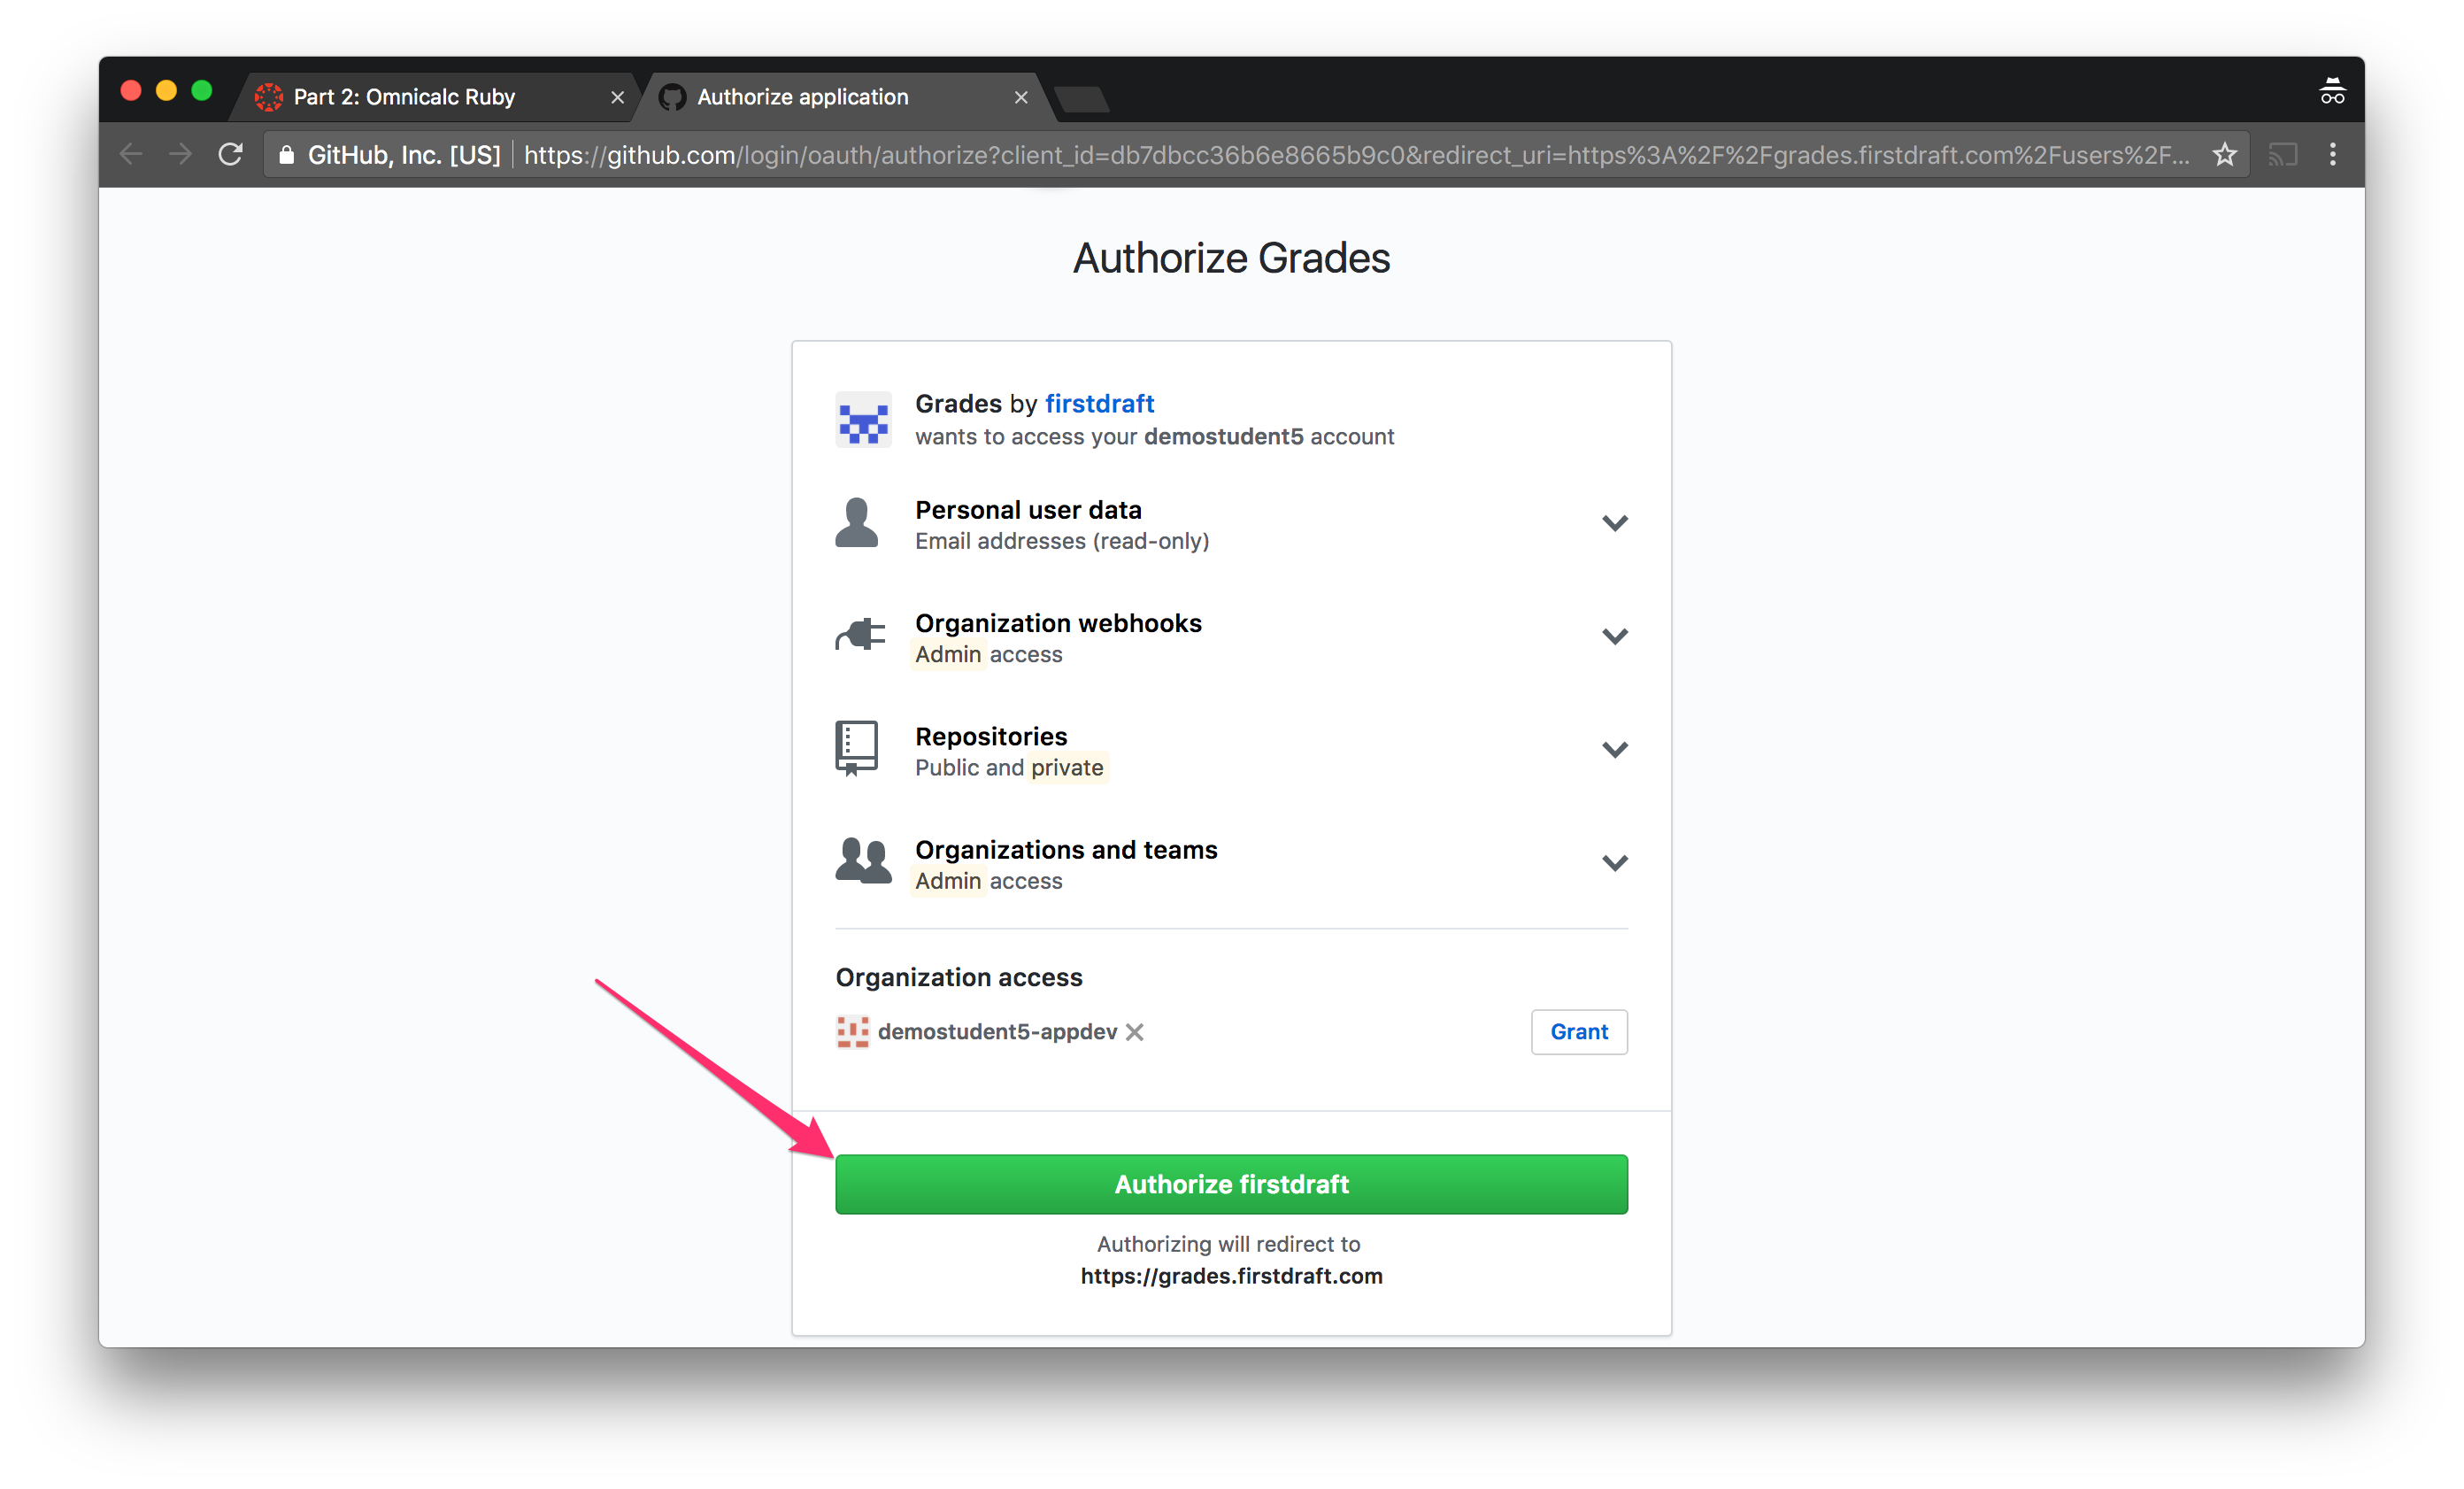 Part 2: Omnicalc Ruby
Authorize application
GitHub, Inc. [US] https://github.com/login/oauth/authorize?client_id=db7dbcc36b6e8665b9c0&redirect_uri=https%3A%2F%2Fgrades.firstdraft.com%2Fusers%2F...
Authorize Grades
Grades by firstdraft
wants to access your demostudent5 account
Personal user data
Email addresses (read-only)
Organization webhooks
Admin access
Repositories
Public and private
Organizations and teams
Admin access
Organization access
demostudent5-appdev
Grant
Authorize firstdraft
Authorizing will redirect to
https://grades.firstdraft.com